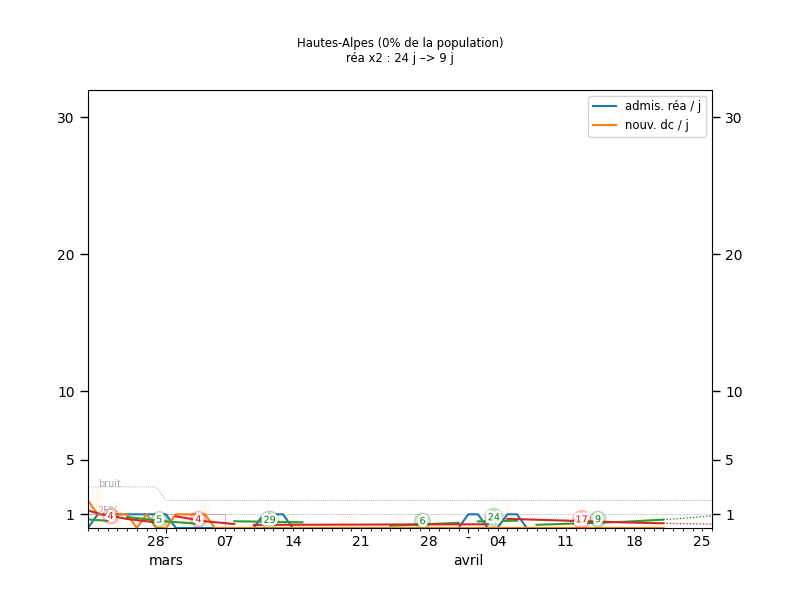 Hautes-Alpes (0% de la population)
réa x2 : 24 j –> 9 j
admis. réa / j
nouv. dc / j
30 30
20 20
10 10
5 5
bruit
25%
1 1
4 5 4 29 6 24 17 9
28 07 14 21 28 - 04 11 18 25
mars avril